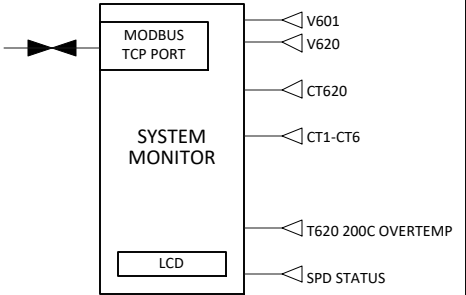 MODBUS
TCP PORT
SYSTEM
MONITOR
LCD
V601
V620
CT620
CT1-CT6
T620 200C OVERTEMP
SPD STATUS